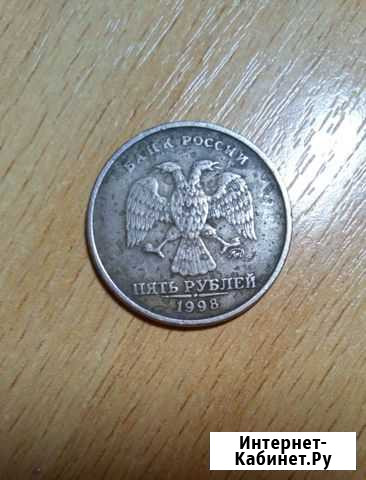 БАНК РОССИИ
ПЯТЬ РУБЛЕЙ
1998
Интернет-
Кабинет.Ру